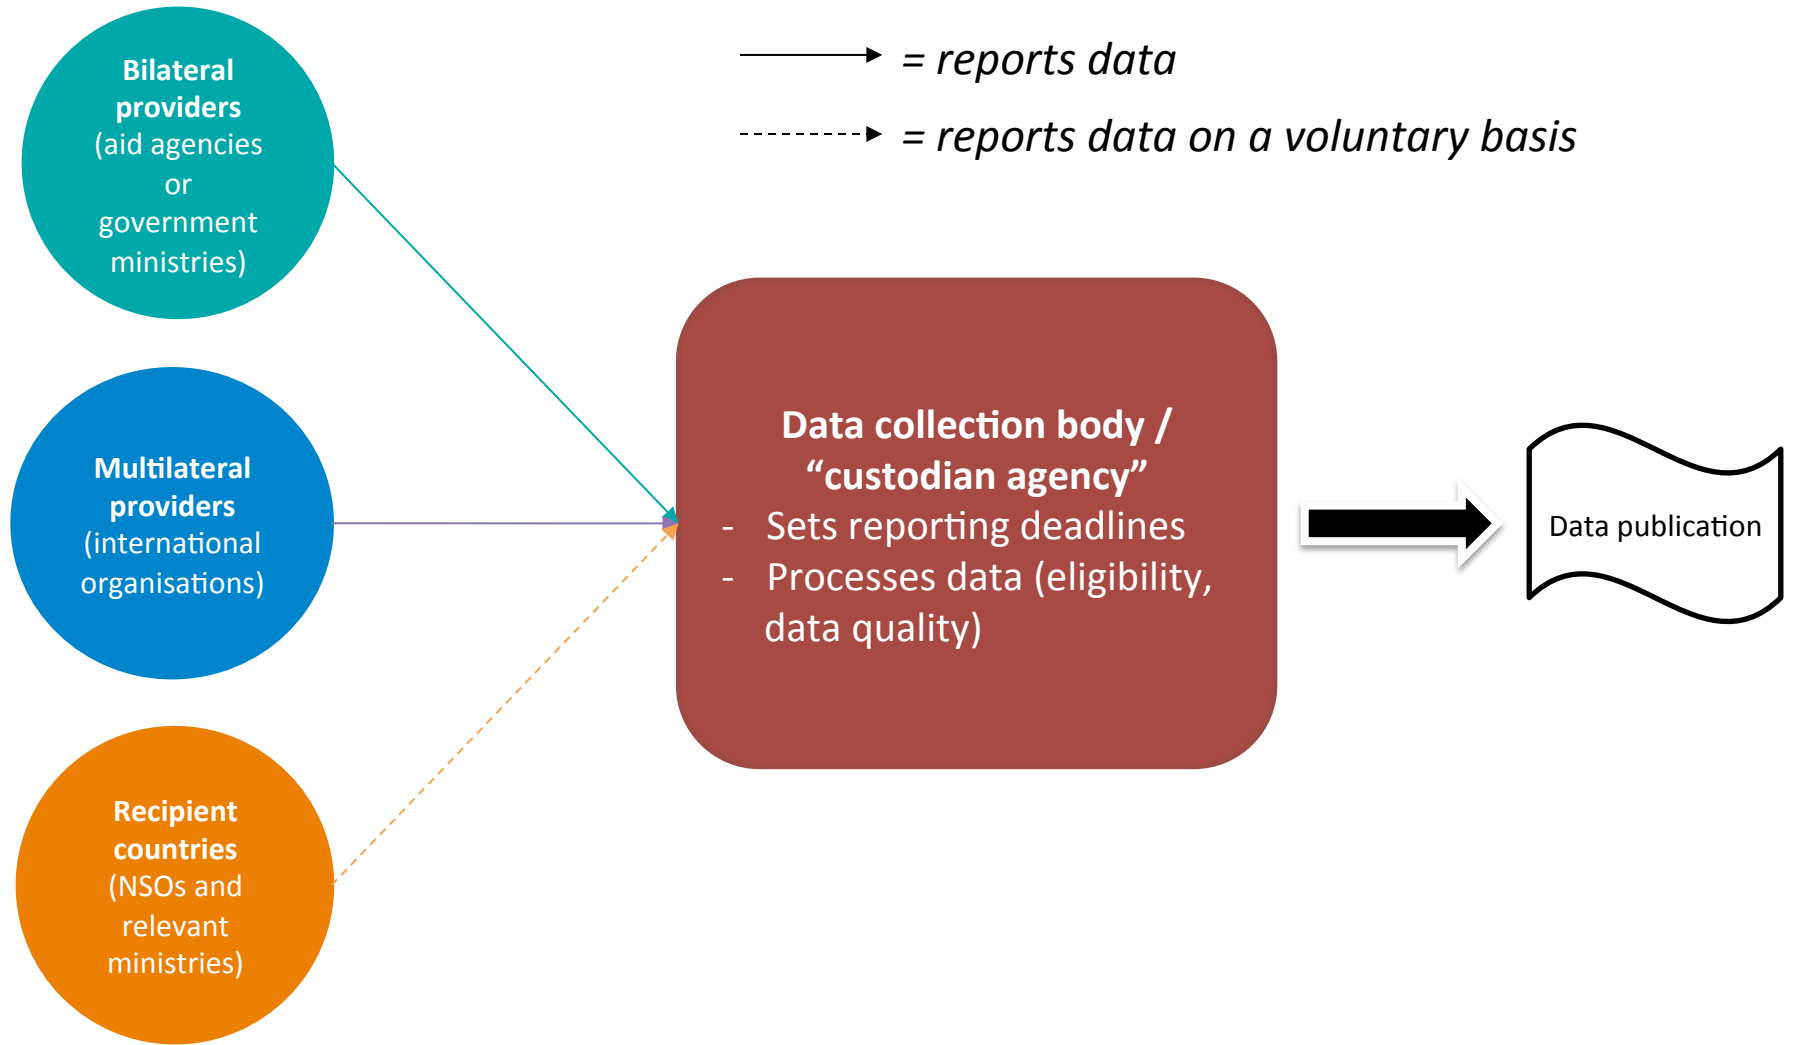 Bilateral
providers
(aid agencies
or
government
ministries)
= reports data
= reports data on a voluntary basis
Multilateral
providers
(international
organisations)
Recipient
countries
(NSOs and
relevant
ministries)
Data collection body /
“custodian agency”
- Sets reporting deadlines
- Processes data (eligibility,
data quality)
Data publication